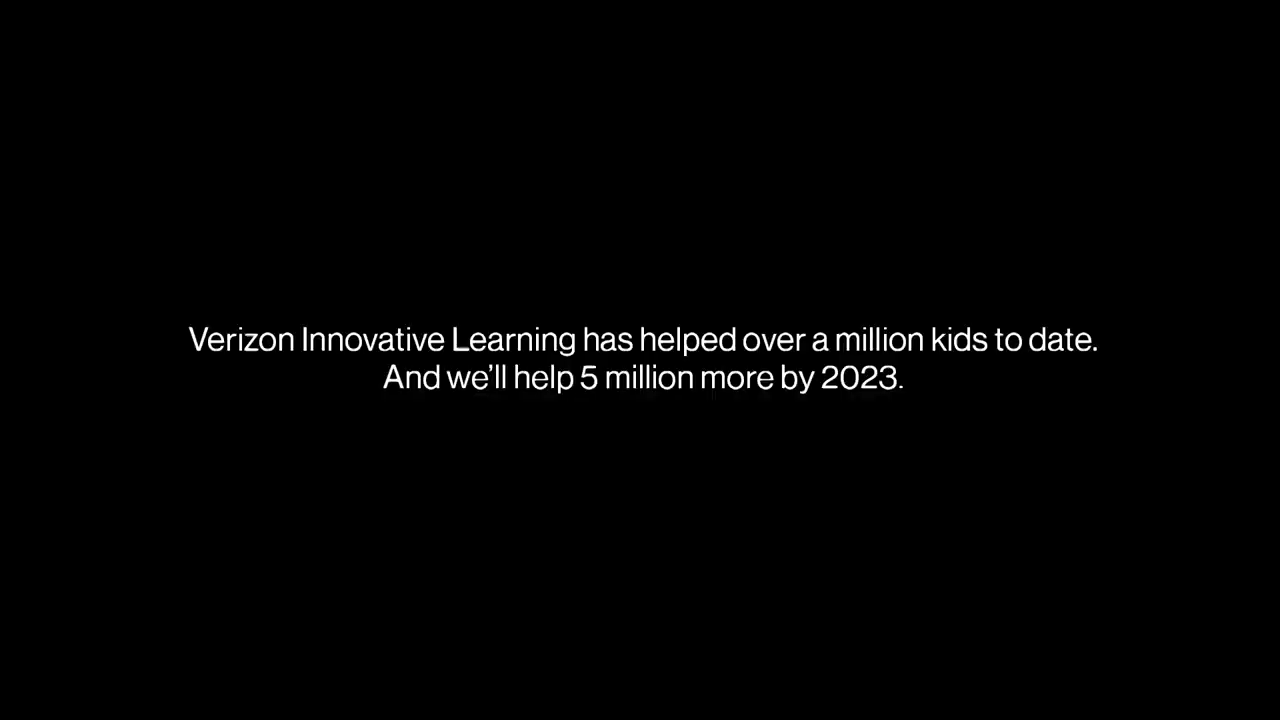 Verizon Innovative Learning has helped over a million kids to date.
And we’ll help 5 million more by 2023.